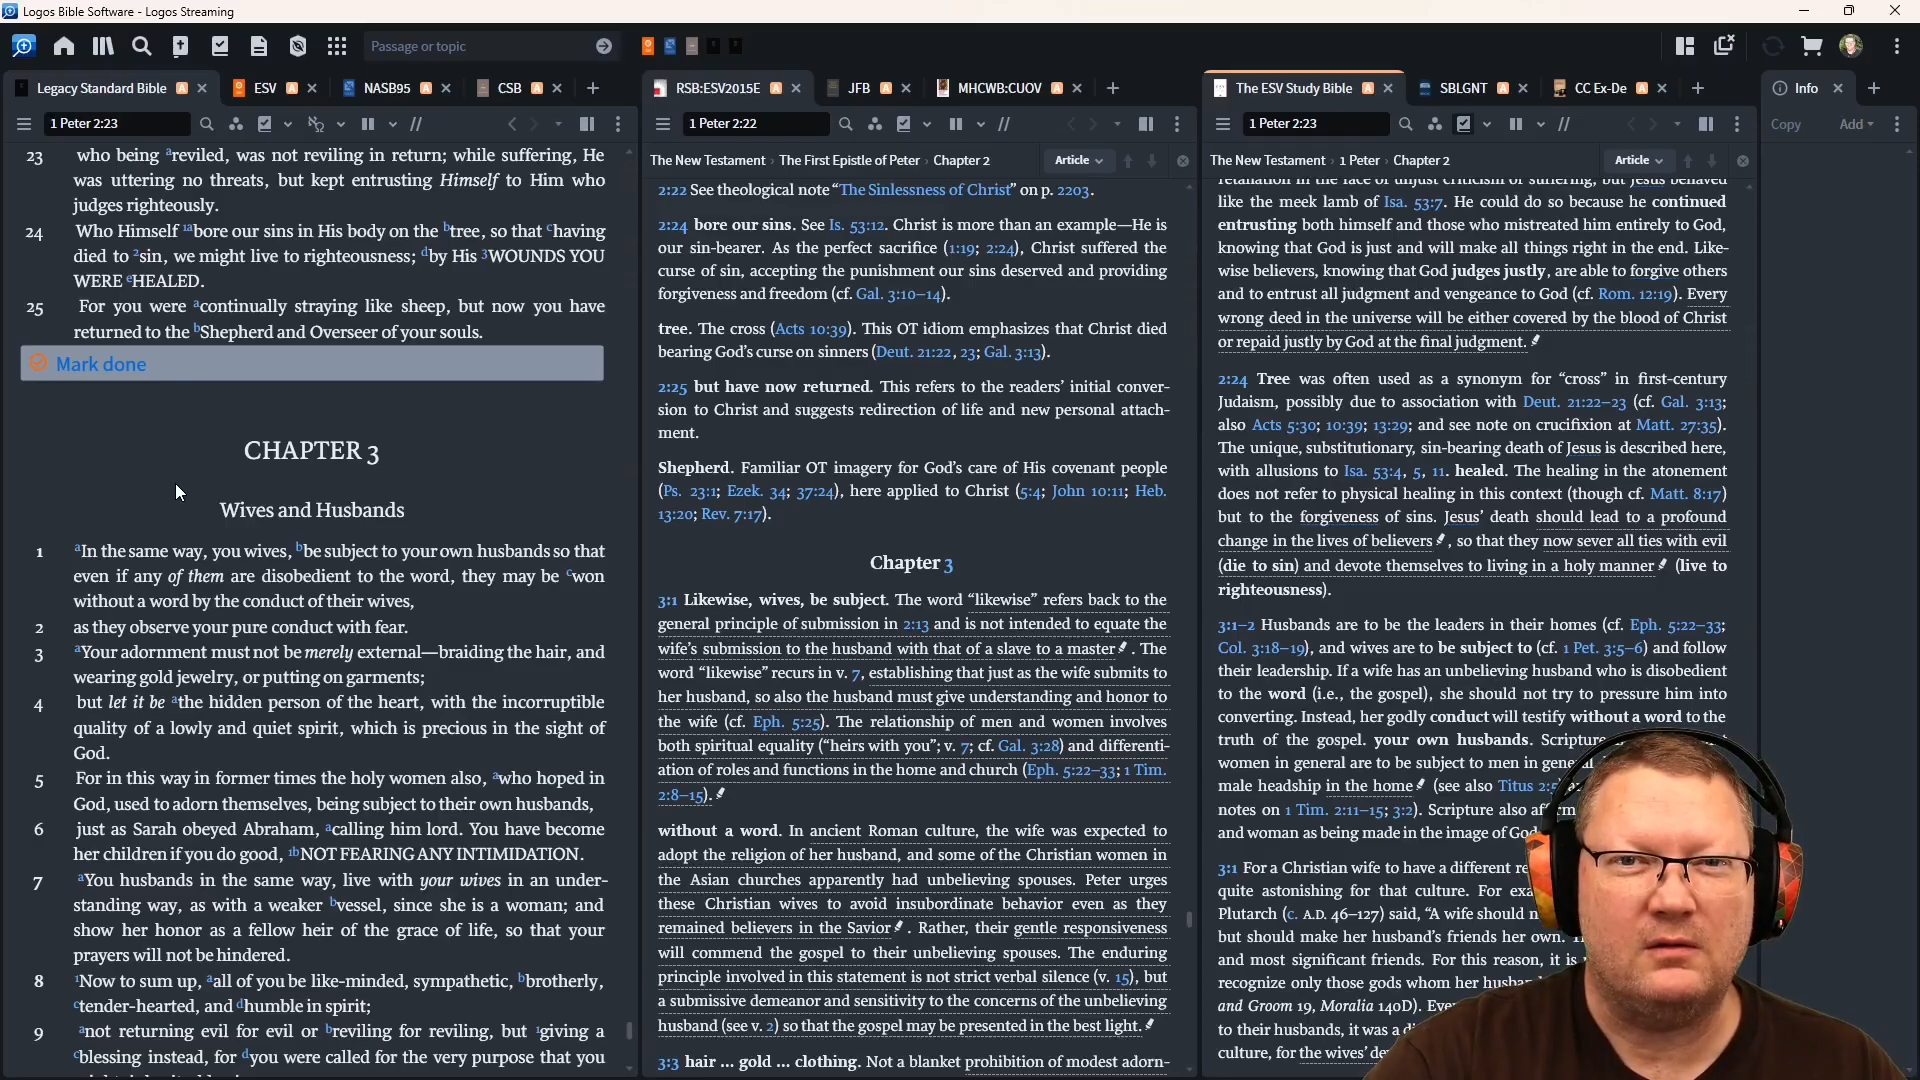 Logos Bible Software - Logos Streaming
Passage or topic
Legacy Standard Bible A
ESV A
NASB95 A
CSB A
1 Peter 2:23
23 who being areviled, was not reviling in return; while suffering, He
was uttering no threats, but kept entrusting Himself to Him who
judges righteously.
24 Who Himself 1abore our sins in His body on the btree, so that chaving
died to 2sin, we might live to righteousness; dby His 3WOUNDS YOU
WERE eHEALED.
25 For you were acontinually straying like sheep, but now you have
returned to the bShepherd and Overseer of your souls.
Mark done
CHAPTER 3
Wives and Husbands
1 aIn the same way, you wives, bbe subject to your own husbands so that
even if any of them are disobedient to the word, they may be cwon
without a word by the conduct of their wives,
2 as they observe your pure conduct with fear.
3 aYour adornment must not be merely external—braiding the hair, and
wearing gold jewelry, or putting on garments;
4 but let it be athe hidden person of the heart, with the incorruptible
quality of a lowly and quiet spirit, which is precious in the sight of
God.
5 For in this way in former times the holy women also, awho hoped in
God, used to adorn themselves, being subject to their own husbands,
6 just as Sarah obeyed Abraham, acalling him lord. You have become
her children if you do good, 1bNOT FEARING ANY INTIMIDATION.
7 aYou husbands in the same way, live with your wives in an under-
standing way, as with a weaker bvessel, since she is a woman; and
show her honor as a fellow heir of the grace of life, so that your
prayers will not be hindered.
8 1Now to sum up, aall of you be like-minded, sympathetic, bbrotherly,
ctender-hearted, and dhumble in spirit;
9 anot returning evil for evil or breviling for reviling, but 1giving a
cblessing instead, for dyou were called for the very purpose that you
RSB:ESV2015E A
JFB A
MHCWB:CUOV A
1 Peter 2:22
The New Testament › The First Epistle of Peter › Chapter 2
Article
2:22 See theological note “The Sinlessness of Christ” on p. 2203.
2:24 bore our sins. See Is. 53:12. Christ is more than an example—He is
our sin-bearer. As the perfect sacrifice (1:19; 2:24), Christ suffered the
curse of sin, accepting the punishment our sins deserved and providing
forgiveness and freedom (cf. Gal. 3:10–14).
tree. The cross (Acts 10:39). This OT idiom emphasizes that Christ died
bearing God’s curse on sinners (Deut. 21:22, 23; Gal. 3:13).
2:25 but have now returned. This refers to the readers’ initial conver-
sion to Christ and suggests redirection of life and new personal attach-
ment.
Shepherd. Familiar OT imagery for God’s care of His covenant people
(Ps. 23:1; Ezek. 34; 37:24), here applied to Christ (5:4; John 10:11; Heb.
13:20; Rev. 7:17).
Chapter 3
3:1 Likewise, wives, be subject. The word “likewise” refers back to the
general principle of submission in 2:13 and is not intended to equate the
wife’s submission to the husband with that of a slave to a master. The
word “likewise” recurs in v. 7, establishing that just as the wife submits to
her husband, so also the husband must give understanding and honor to
the wife (cf. Eph. 5:25). The relationship of men and women involves
both spiritual equality (“heirs with you”; v. 7; cf. Gal. 3:28) and differenti-
ation of roles and functions in the home and church (Eph. 5:22–33; 1 Tim.
2:8–15).
without a word. In ancient Roman culture, the wife was expected to
adopt the religion of her husband, and some of the Christian women in
the Asian churches apparently had unbelieving spouses. Peter urges
these Christian wives to avoid insubordinate behavior even as they
remained believers in the Savior. Rather, their gentle responsiveness
will commend the gospel to their unbelieving spouses. The enduring
principle involved in this statement is not strict verbal silence (v. 15), but
a submissive demeanor and sensitivity to the concerns of the unbelieving
husband (see v. 2) so that the gospel may be presented in the best light.
3:3 hair ... gold ... clothing. Not a blanket prohibition of modest adorn-
The ESV Study Bible A
SBLGNT A
CC Ex-De A
1 Peter 2:23
The New Testament › 1 Peter › Chapter 2
Article
retaliation in the face of unjust criticism or suffering, but Jesus behaved
like the meek lamb of Isa. 53:7. He could do so because he continued
entrusting both himself and those who mistreated him entirely to God,
knowing that God is just and will make all things right in the end. Like-
wise believers, knowing that God judges justly, are able to forgive others
and to entrust all judgment and vengeance to God (cf. Rom. 12:19). Every
wrong deed in the universe will be either covered by the blood of Christ
or repaid justly by God at the final judgment.
2:24 Tree was often used as a synonym for “cross” in first-century
Judaism, possibly due to association with Deut. 21:22–23 (cf. Gal. 3:13;
also Acts 5:30; 10:39; 13:29; and see note on crucifixion at Matt. 27:35).
The unique, substitutionary, sin-bearing death of Jesus is described here,
with allusions to Isa. 53:4, 5, 11. healed. The healing in the atonement
does not refer to physical healing in this context (though cf. Matt. 8:17)
but to the forgiveness of sins. Jesus’ death should lead to a profound
change in the lives of believers, so that they now sever all ties with evil
(die to sin) and devote themselves to living in a holy manner (live to
righteousness).
3:1–2 Husbands are to be the leaders in their homes (cf. Eph. 5:22–33;
Col. 3:18–19), and wives are to be subject to (cf. 1 Pet. 3:5–6) and follow
their leadership. If a wife has an unbelieving husband who is disobedient
to the word (i.e., the gospel), she should not try to pressure him into
converting. Instead, her godly conduct will testify without a word to the
truth of the gospel. your own husbands.
women in general are to be subject to men in
male headship in the home (see also Titus
notes on 1 Tim. 2:11–15; 3:2). Scripture also
and woman as being made in the image of God
3:1 For a Christian wife to have a different
quite astonishing for that culture. For
Plutarch (c. A.D. 46–127) said, “A wife should
but should make her husband’s friends her own.
and most significant friends. For this reason, it is
recognize only those gods whom her
and Groom 19, Moralia 140D).
to their husbands, it was a
culture, for the wives’
Info
Copy
Add